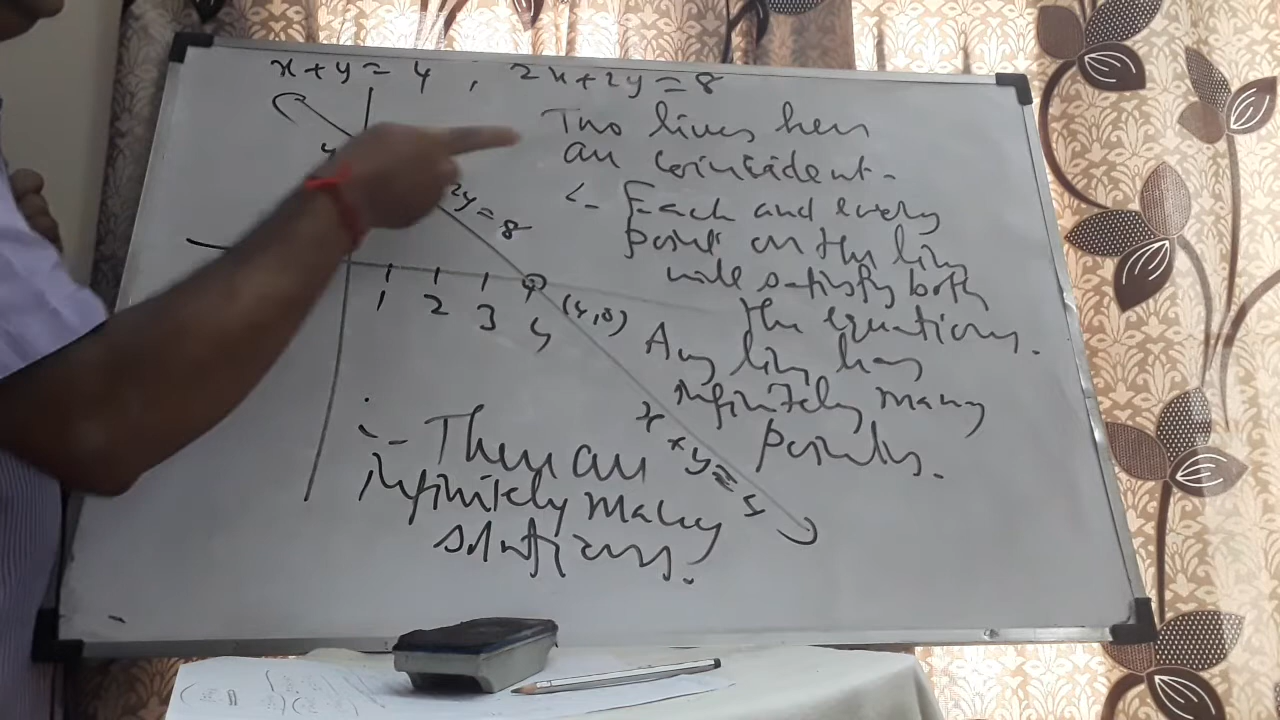 x+y=4 , 2x+2y=8
Two lines here
are coincident.
Each and every
point on the line
will satisfy both
the equations.
Any line has
infinitely many
points.
4
2y=8
1 2 3 4
(4,0)
x+y=4
∴ There are
infinitely many
solutions.